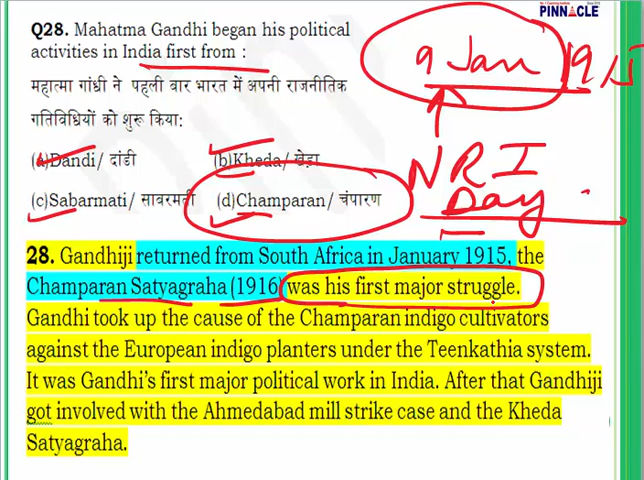 PINNACLE
Q28. Mahatma Gandhi began his political
activities in India first from :
9 Jan 1915
महात्मा गांधी ने पहली बार भारत में अपनी राजनीतिक
गतिविधियों को शुरू किया:
(a)Dandi/ दांडी (b)Kheda/ खेड़ा
NRI
(c)Sabarmati/ साबरमती (d)Champaran/ चंपारण
Day
28. Gandhiji returned from South Africa in January 1915, the
Champaran Satyagraha (1916) was his first major struggle.
Gandhi took up the cause of the Champaran indigo cultivators
against the European indigo planters under the Teenkathia system.
It was Gandhi's first major political work in India. After that Gandhiji
got involved with the Ahmedabad mill strike case and the Kheda
Satyagraha.